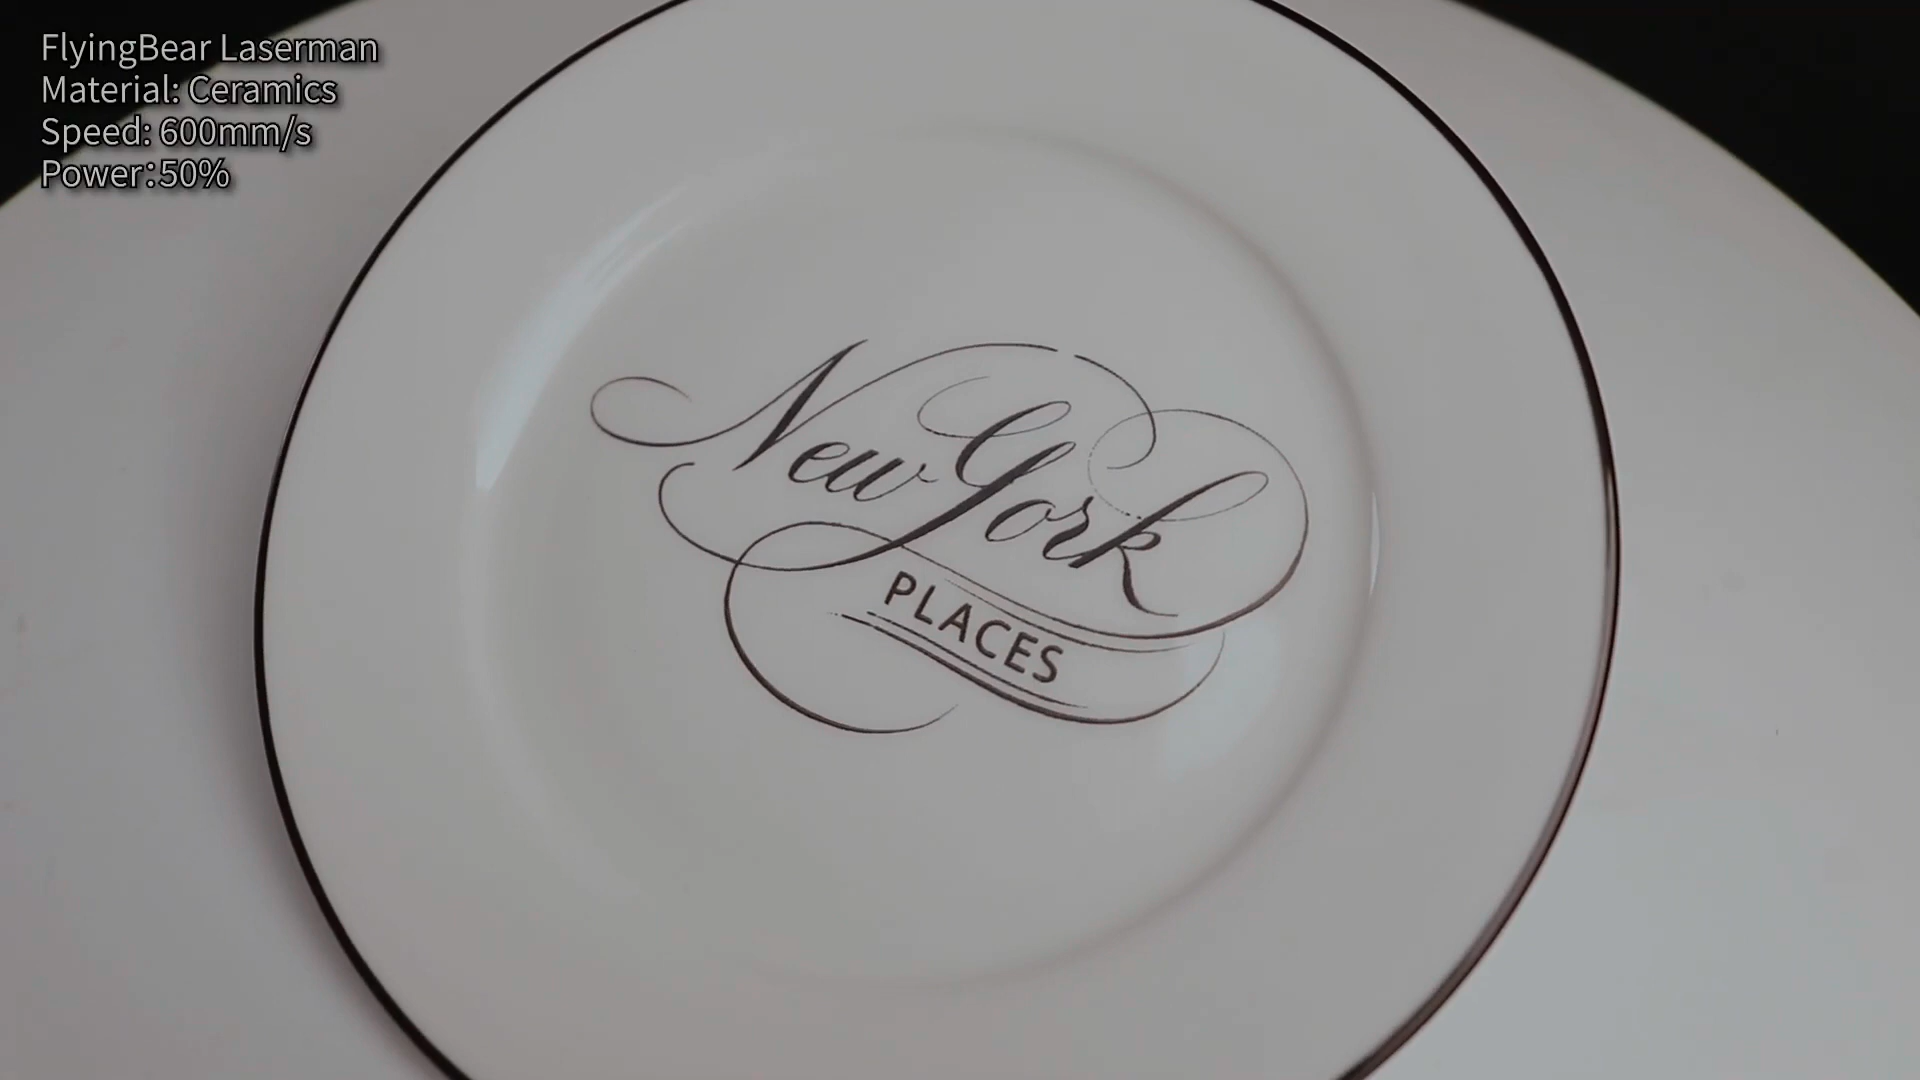 FlyingBear Laserman
Material: Ceramics
Speed: 600mm/s
Power:50%
New York
PLACES